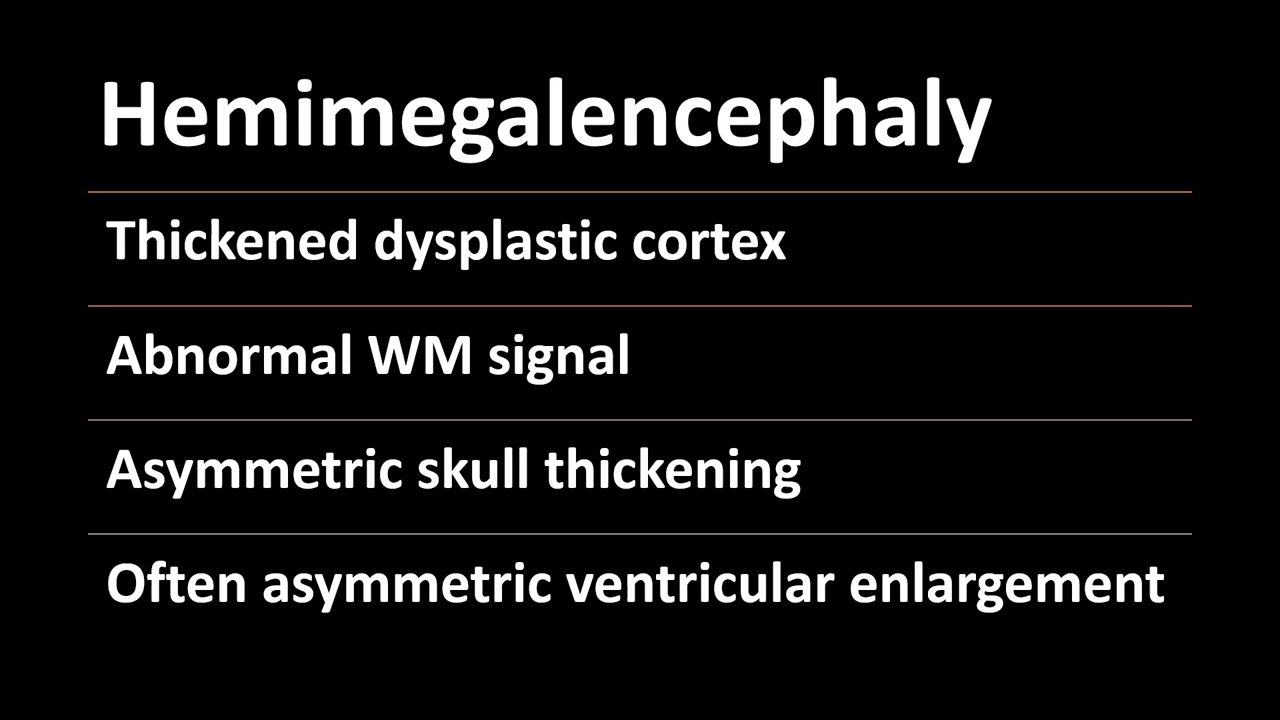 Hemimegalencephaly
Thickened dysplastic cortex
Abnormal WM signal
Asymmetric skull thickening
Often asymmetric ventricular enlargement